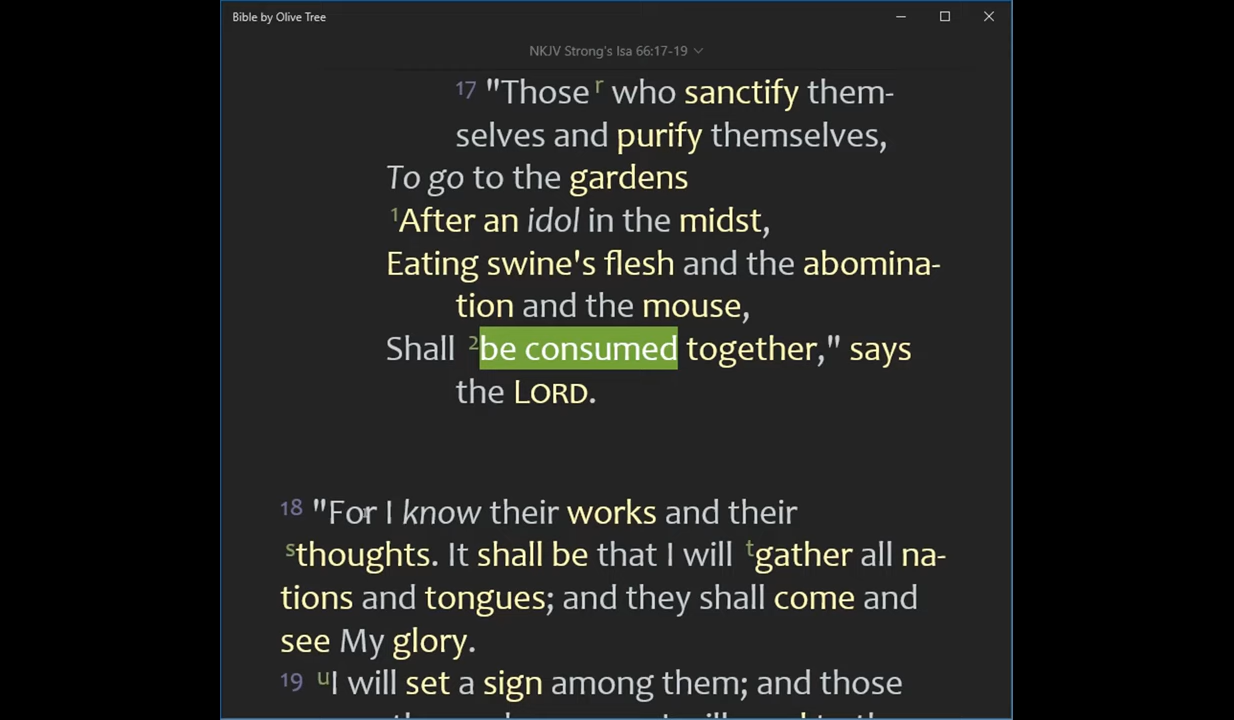 Bible by Olive Tree
NKJV Strong's Isa 66:17-19
17 "Those r who sanctify them-
selves and purify themselves,
To go to the gardens
1After an idol in the midst,
Eating swine's flesh and the abomina-
tion and the mouse,
Shall 2be consumed together," says
the LORD.
18 "For I know their works and their
sthoughts. It shall be that I will tgather all na-
tions and tongues; and they shall come and
see My glory.
19 uI will set a sign among them; and those